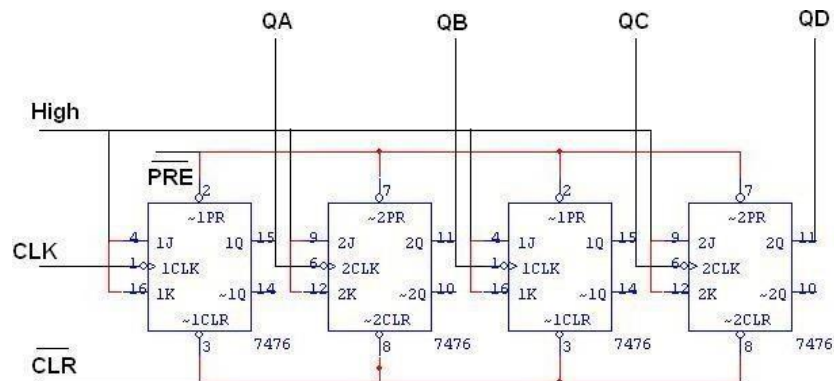 QA QB QC QD
High
PRE
2 7 2 7
~1PR ~2PR ~1PR ~2PR
4 1J 1Q 15 9 2J 2Q 11 4 1J 1Q 15 9 2J 2Q 11
CLK
1 1CLK 6 2CLK 1 1CLK 6 2CLK
16 1K ~1Q 14 12 2K ~2Q 10 16 1K ~1Q 14 12 2K ~2Q 10
~1CLR ~2CLR ~1CLR ~2CLR
3 7476 8 7476 3 7476 8 7476
CLR